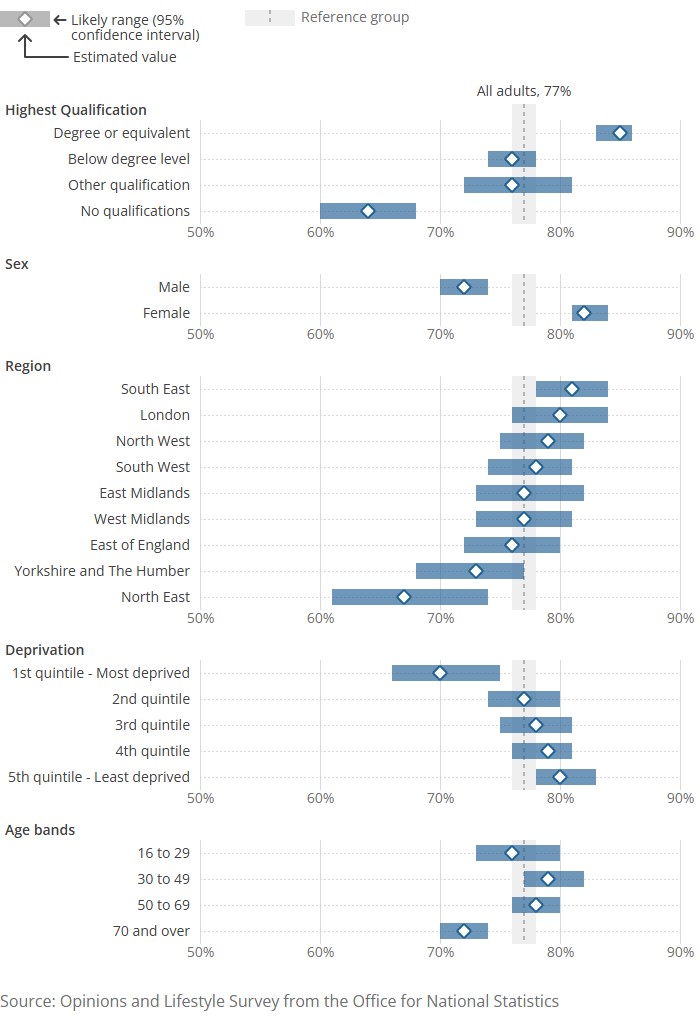 Likely range (95%
confidence interval)
Estimated value
Reference group
All adults, 77%
Highest Qualification
Degree or equivalent
Below degree level
Other qualification
No qualifications
50% 60% 70% 80% 90%
Sex
Male
Female
50% 60% 70% 80% 90%
Region
South East
London
North West
South West
East Midlands
West Midlands
East of England
Yorkshire and The Humber
North East
50% 60% 70% 80% 90%
Deprivation
1st quintile - Most deprived
2nd quintile
3rd quintile
4th quintile
5th quintile - Least deprived
50% 60% 70% 80% 90%
Age bands
16 to 29
30 to 49
50 to 69
70 and over
50% 60% 70% 80% 90%
Source: Opinions and Lifestyle Survey from the Office for National Statistics